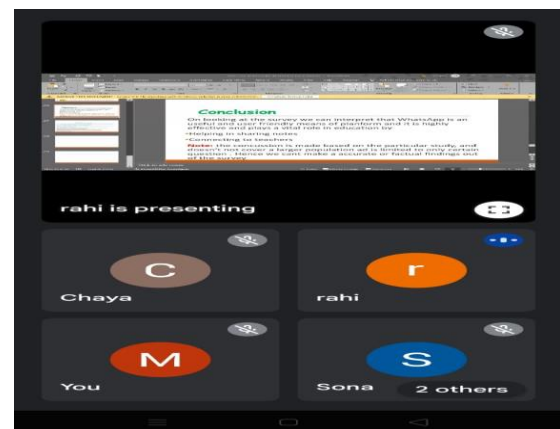 Conclusion
On looking at the survey we can interpret that WhatsApp is an
useful and user friendly means of planform and it is highly
effective and plays a vital role in education by
•Helping in sharing notes
•Connecting to teachers
Note: the concussion is made based on the particular study, and
doesn't not cover a larger population ad is limited to only certain
question . Hence we cant make a accurate or factual findings out
of the survey
rahi is presenting
C
Chaya
r
rahi
M
You
S
Sona
2 others